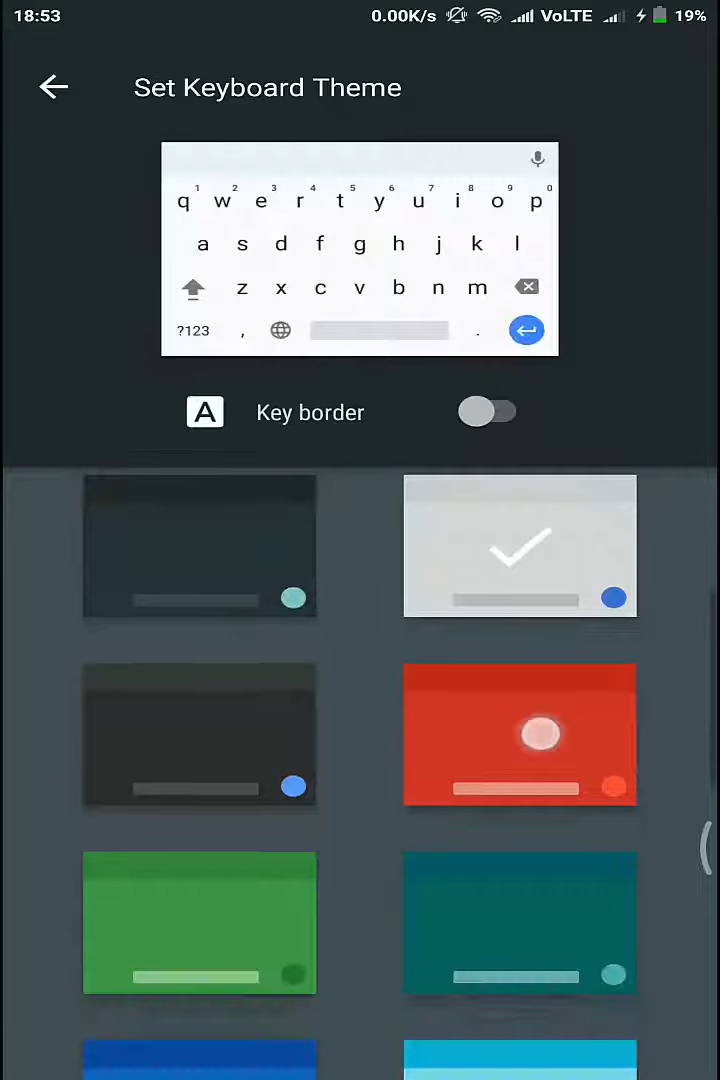 18:53 0.00K/s VoLTE 19%
Set Keyboard Theme
1 2 3 4 5 6 7 8 9 0
q w e r t y u i o p
a s d f g h j k l
z x c v b n m
?123 , .
A Key border